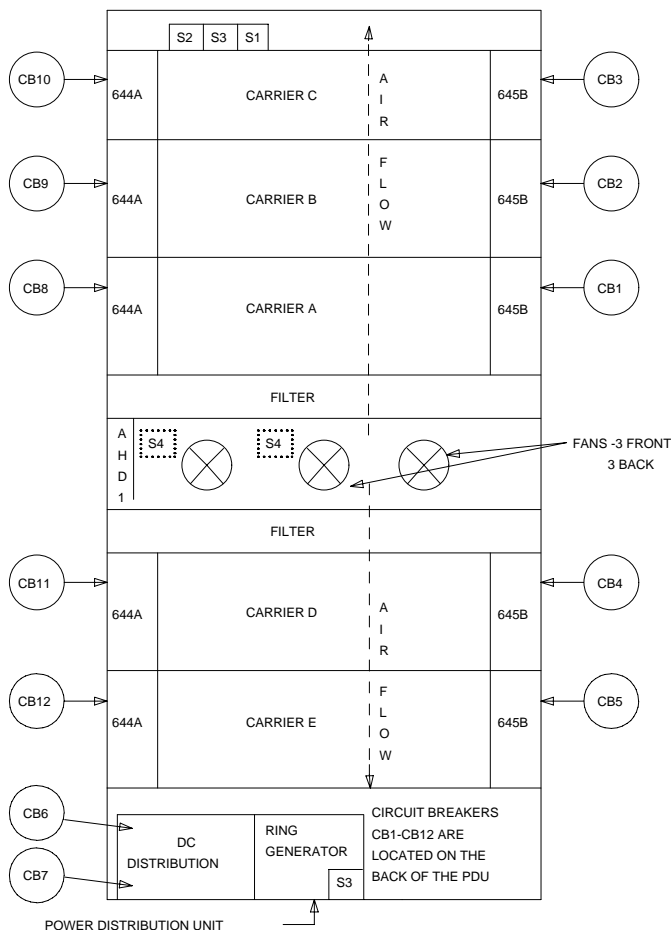 S2 S3 S1
CB10 644A CARRIER C 645B CB3
A
I
R
CB9 644A CARRIER B 645B CB2
F
L
O
W
CB8 644A CARRIER A 645B CB1
FILTER
A
H
D
1
S4 S4
FANS -3 FRONT
3 BACK
FILTER
CB11 644A CARRIER D 645B CB4
A
I
R
CB12 644A CARRIER E 645B CB5
F
L
O
W
CB6
CB7
DC
DISTRIBUTION
RING
GENERATOR
S3
CIRCUIT BREAKERS
CB1-CB12 ARE
LOCATED ON THE
BACK OF THE PDU
POWER DISTRIBUTION UNIT